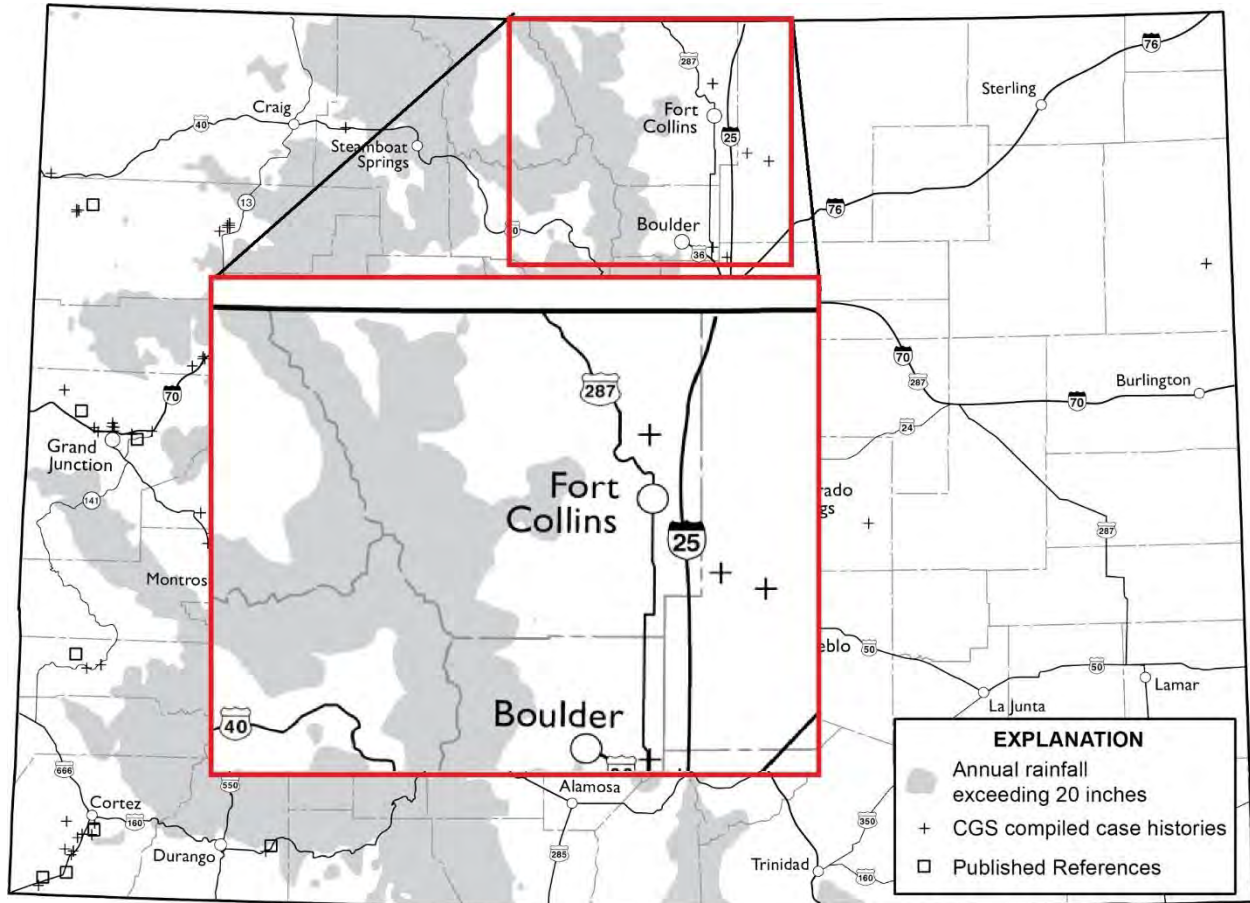 287
76
Sterling
Craig
40
Fort
Collins
25
Steamboat
Springs
13
76
Boulder
36
287
70
287
Burlington
70
70
24
Fort
Collins
Grand
Junction
141
25
287
Montros
50
50
Lamar
La Junta
Boulder
40
EXPLANATION
Annual rainfall
exceeding 20 inches
CGS compiled case histories
Published References
666
Cortez
160
550
Durango
Alamosa
285
350
Trinidad
160